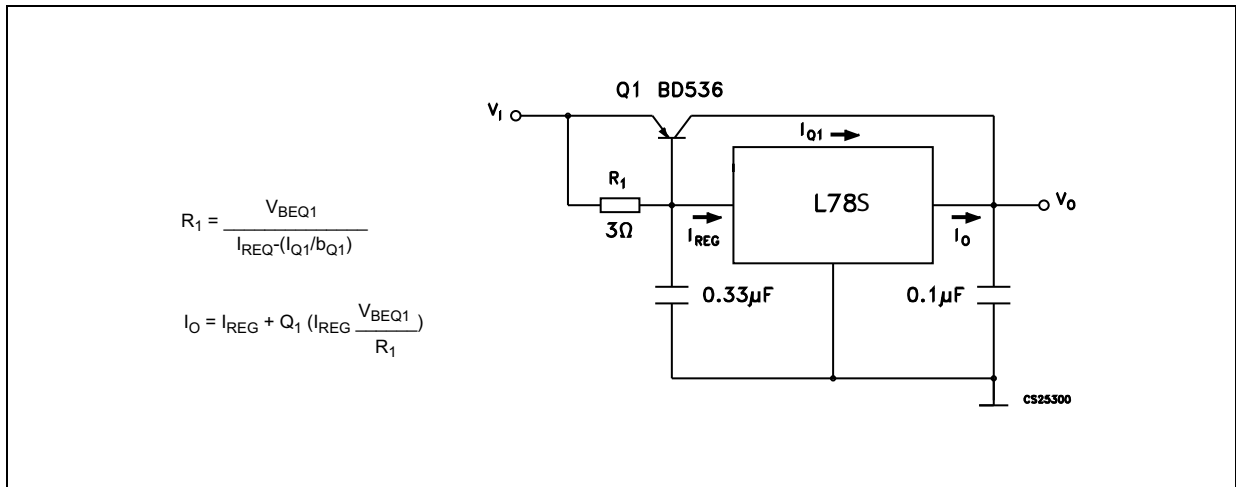 Q1 BD536
V_I
I_Q1
R_1
L78S
V_O
3Ω
I_REG
I_O
R_1 = V_BEQ1 / I_REQ-(I_Q1/b_Q1)
0.33µF
0.1µF
I_O = I_REG + Q_1 (I_REG V_BEQ1 / R_1)
CS25300